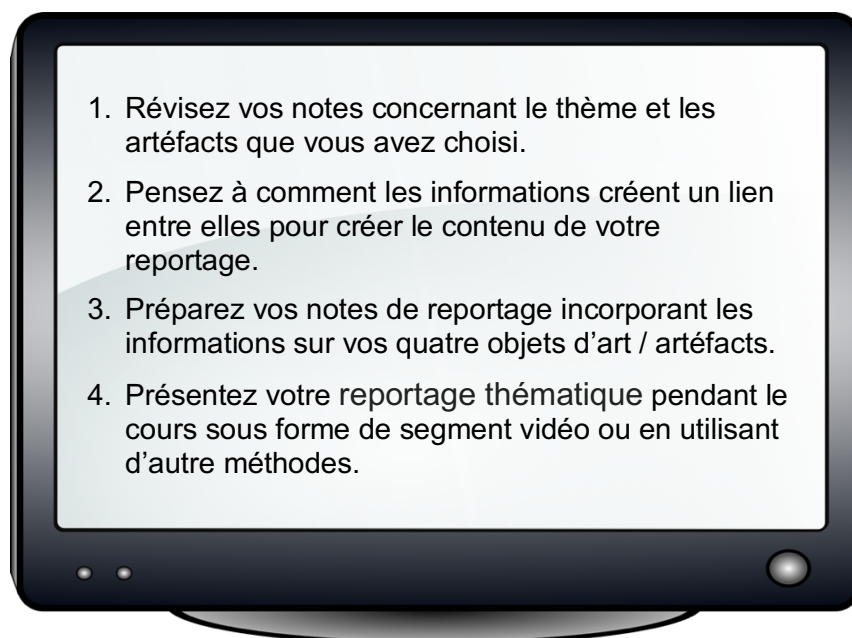 1. Révisez vos notes concernant le thème et les
artéfacts que vous avez choisi.
2. Pensez à comment les informations créent un lien
entre elles pour créer le contenu de votre
reportage.
3. Préparez vos notes de reportage incorporant les
informations sur vos quatre objets d’art / artéfacts.
4. Présentez votre reportage thématique pendant le
cours sous forme de segment vidéo ou en utilisant
d’autre méthodes.